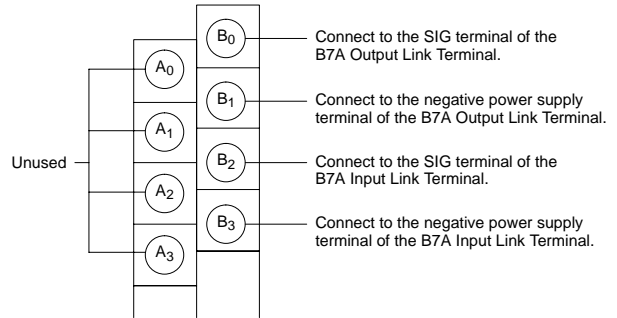 B0
Connect to the SIG terminal of the
B7A Output Link Terminal.
A0
B1
Connect to the negative power supply
terminal of the B7A Output Link Terminal.
A1
Unused
B2
Connect to the SIG terminal of the
B7A Input Link Terminal.
A2
B3
Connect to the negative power supply
terminal of the B7A Input Link Terminal.
A3